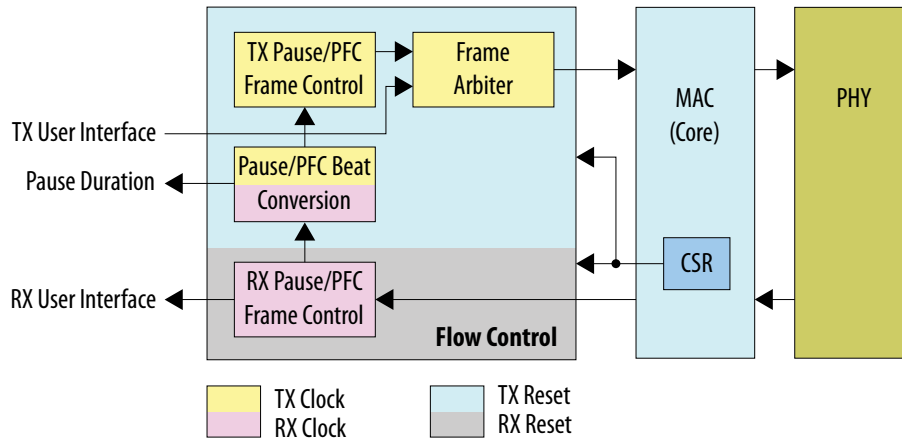 TX Pause/PFC
Frame Control
Frame
Arbiter
MAC
(Core)
PHY
TX User Interface
Pause Duration
Pause/PFC Beat
Conversion
CSR
RX User Interface
RX Pause/PFC
Frame Control
Flow Control
TX Clock
RX Clock
TX Reset
RX Reset